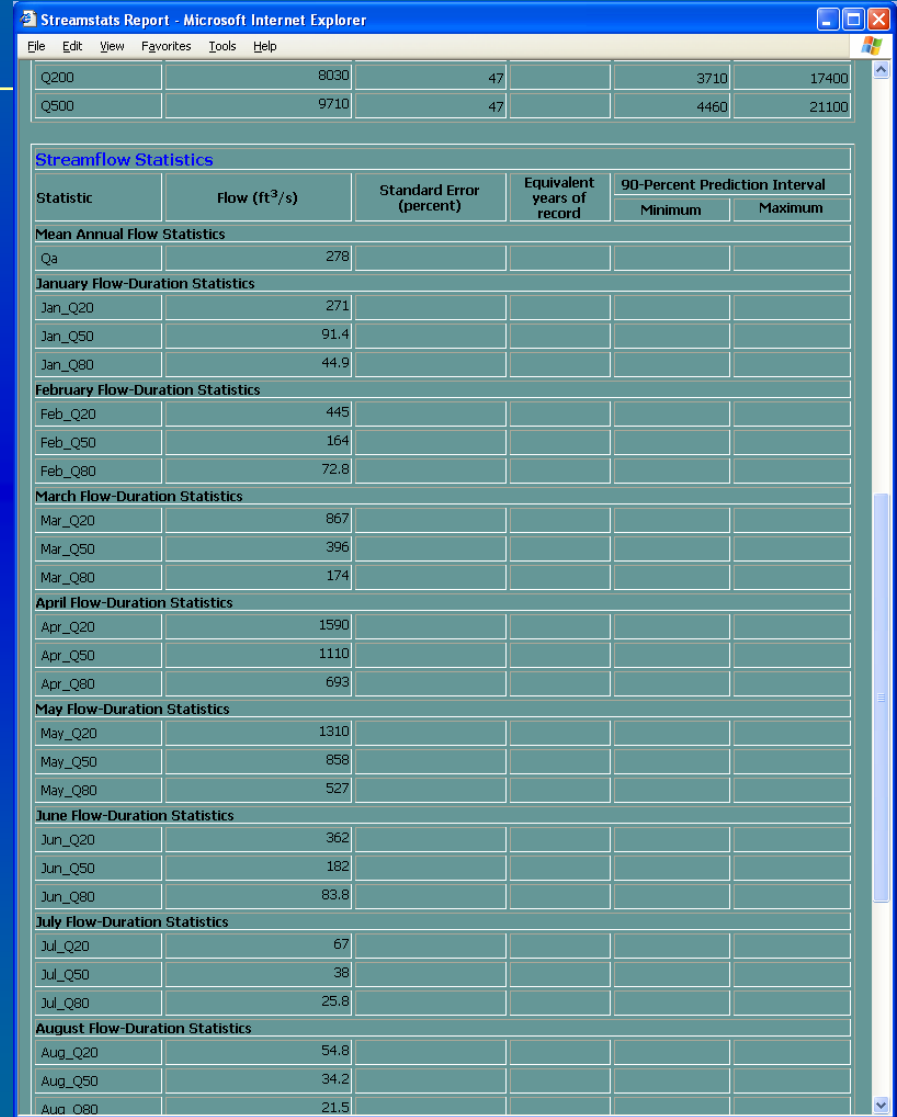 Streamstats Report - Microsoft Internet Explorer
File Edit View Favorites Tools Help
Q200 8030 47 3710 17400
Q500 9710 47 4460 21100
Streamflow Statistics
Statistic Flow (ft³/s) Standard Error (percent) Equivalent years of record 90-Percent Prediction Interval
Minimum Maximum
Mean Annual Flow Statistics
Qa 278
January Flow-Duration Statistics
Jan_Q20 271
Jan_Q50 91.4
Jan_Q80 44.9
February Flow-Duration Statistics
Feb_Q20 445
Feb_Q50 164
Feb_Q80 72.8
March Flow-Duration Statistics
Mar_Q20 867
Mar_Q50 396
Mar_Q80 174
April Flow-Duration Statistics
Apr_Q20 1590
Apr_Q50 1110
Apr_Q80 693
May Flow-Duration Statistics
May_Q20 1310
May_Q50 858
May_Q80 527
June Flow-Duration Statistics
Jun_Q20 362
Jun_Q50 182
Jun_Q80 83.8
July Flow-Duration Statistics
Jul_Q20 67
Jul_Q50 38
Jul_Q80 25.8
August Flow-Duration Statistics
Aug_Q20 54.8
Aug_Q50 34.2
Aug_Q80 21.5